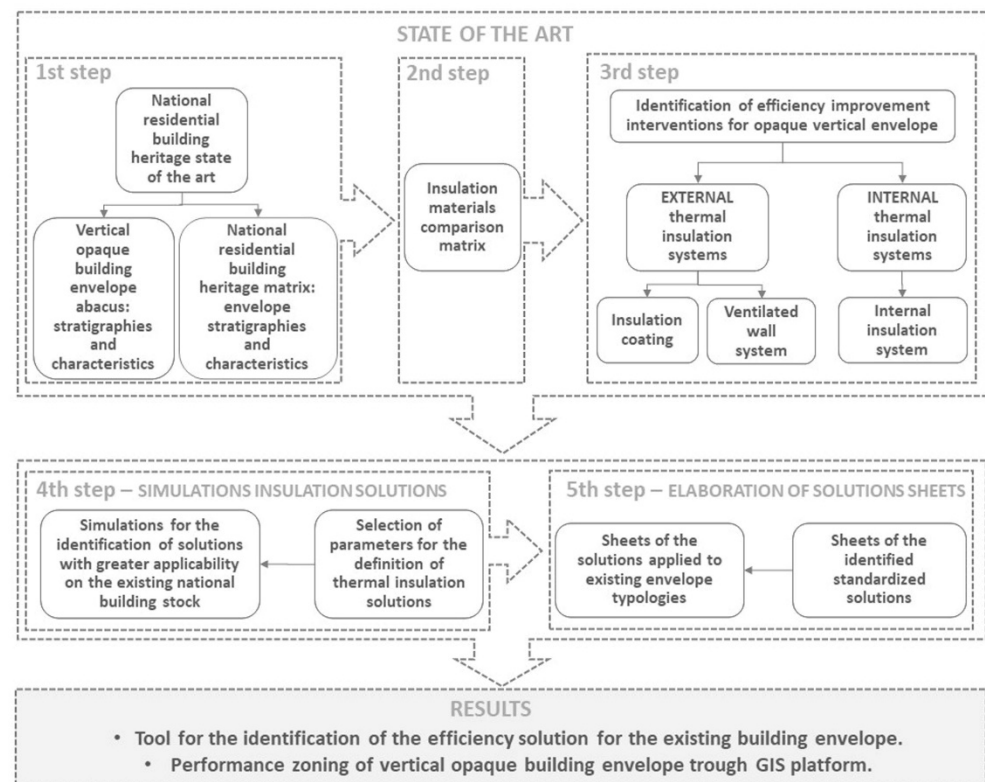 STATE OF THE ART
1st step
National
residential
building
heritage state
of the art
Vertical
opaque
building
envelope
abacus:
stratigraphies
and
characteristics
National
residential
building
heritage matrix:
envelope
stratigraphies
and
characteristics
2nd step
Insulation
materials
comparison
matrix
3rd step
Identification of efficiency improvement
interventions for opaque vertical envelope
EXTERNAL
thermal
insulation
systems
INTERNAL
thermal
insulation
systems
Insulation
coating
Ventilated
wall
system
Internal
insulation
system
4th step – SIMULATIONS INSULATION SOLUTIONS
Simulations for the
identification of solutions
with greater applicability
on the existing national
building stock
Selection of
parameters for the
definition of
thermal insulation
solutions
5th step – ELABORATION OF SOLUTIONS SHEETS
Sheets of the
solutions applied to
existing envelope
typologies
Sheets of the
identified
standardized
solutions
RESULTS
• Tool for the identification of the efficiency solution for the existing building envelope.
• Performance zoning of vertical opaque building envelope trough GIS platform.